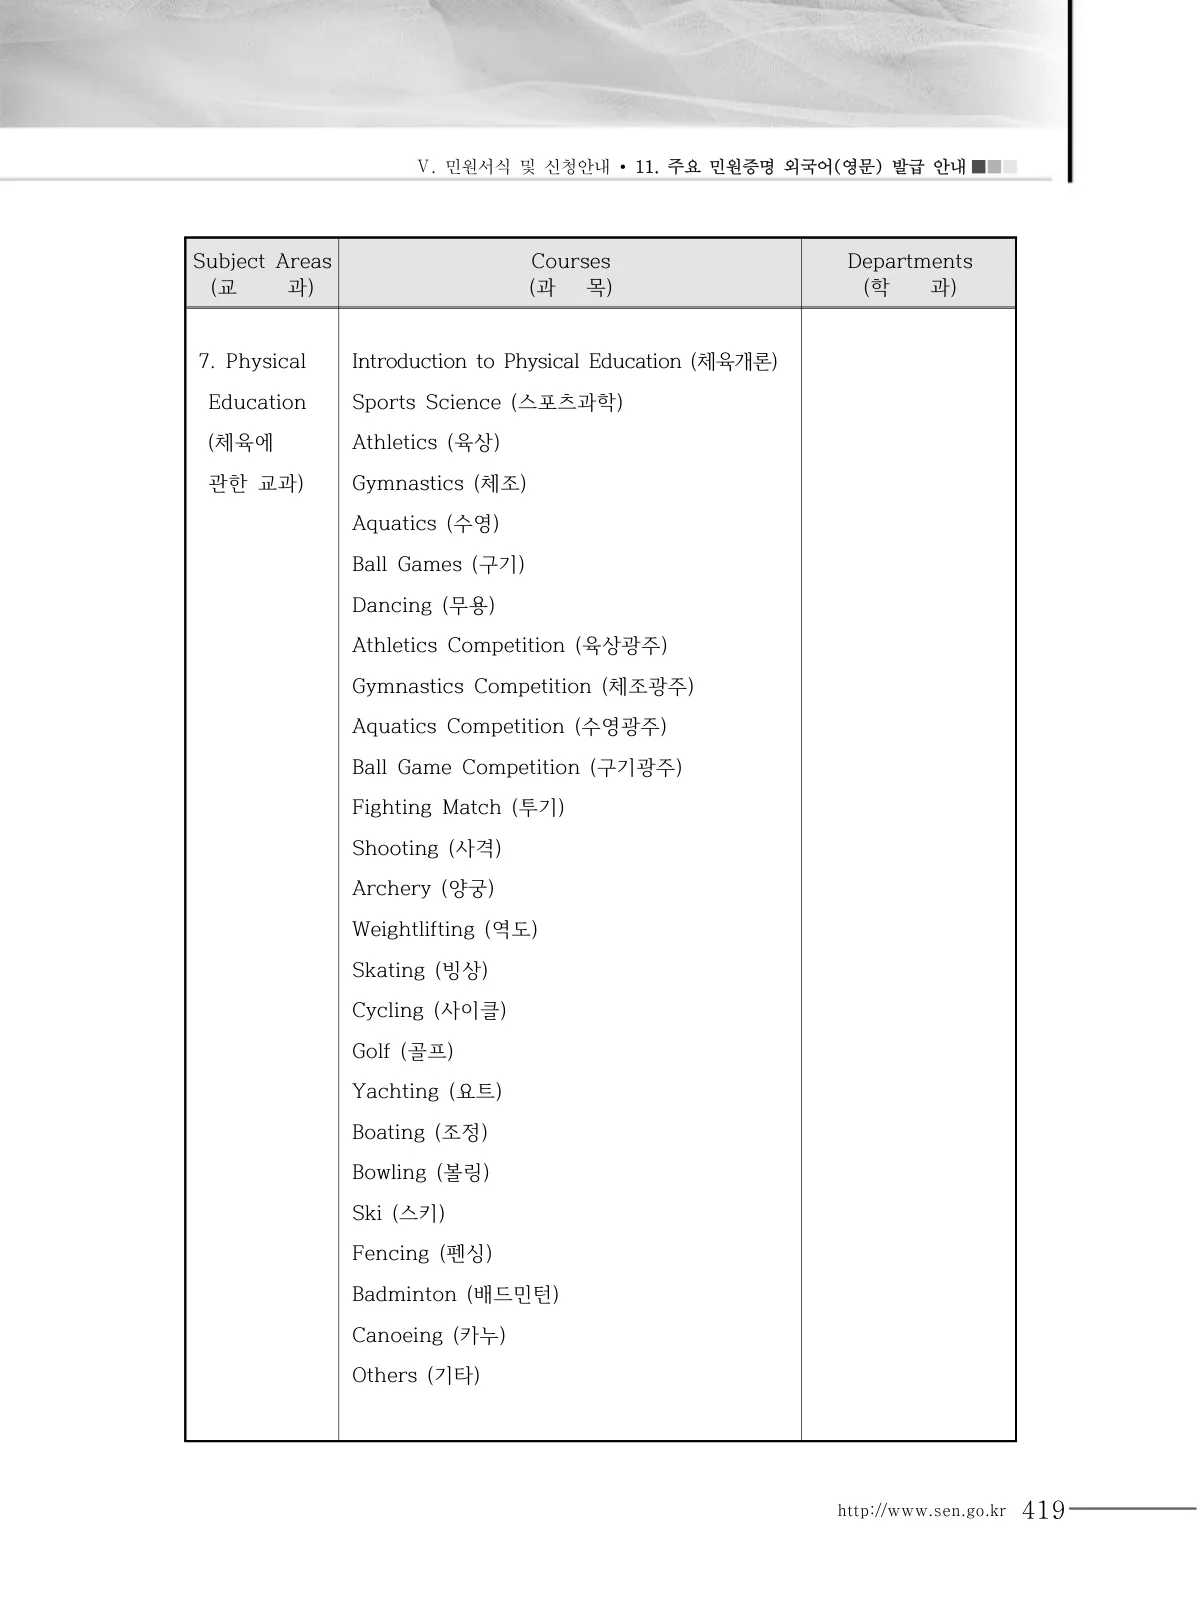 Ⅴ. 민원서식 및 신청안내 • 11. 주요 민원증명 외국어(영문) 발급 안내
Subject Areas Courses Departments
(교 과) (과 목) (학 과)
7. Physical Introduction to Physical Education (체육개론)
Education Sports Science (스포츠과학)
(체육에 Athletics (육상)
관한 교과) Gymnastics (체조)
Aquatics (수영)
Ball Games (구기)
Dancing (무용)
Athletics Competition (육상광주)
Gymnastics Competition (체조광주)
Aquatics Competition (수영광주)
Ball Game Competition (구기광주)
Fighting Match (투기)
Shooting (사격)
Archery (양궁)
Weightlifting (역도)
Skating (빙상)
Cycling (사이클)
Golf (골프)
Yachting (요트)
Boating (조정)
Bowling (볼링)
Ski (스키)
Fencing (펜싱)
Badminton (배드민턴)
Canoeing (카누)
Others (기타)
http://www.sen.go.kr 419